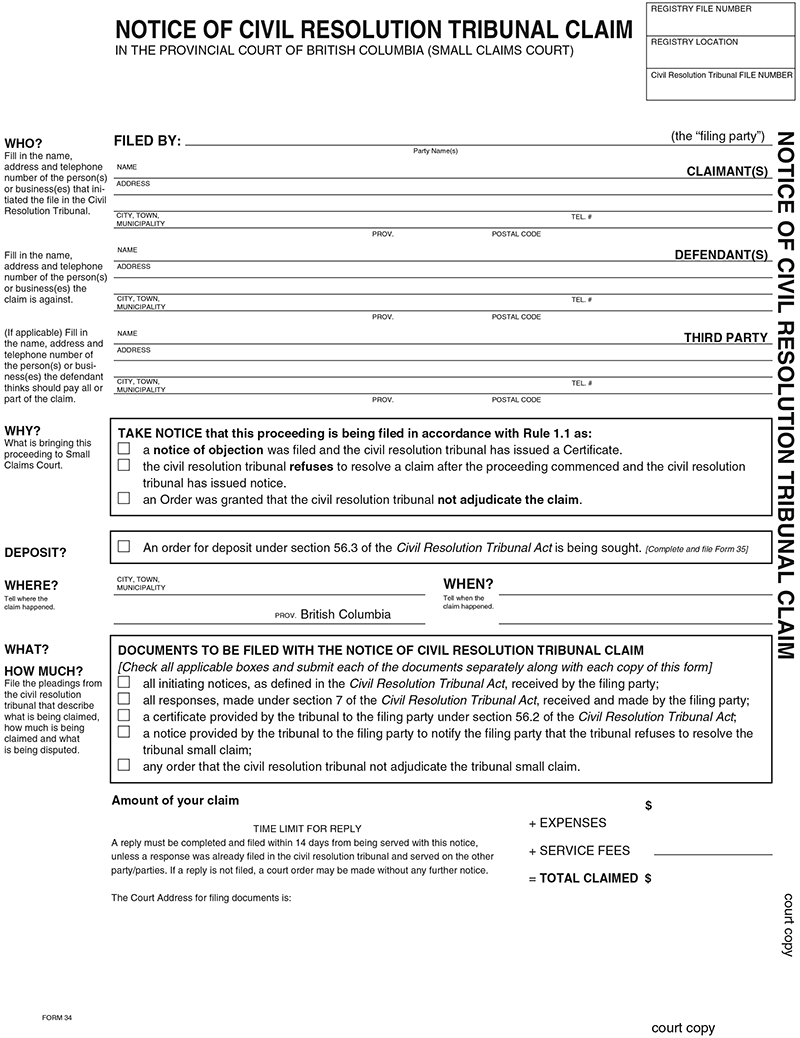 NOTICE OF CIVIL RESOLUTION TRIBUNAL CLAIM
IN THE PROVINCIAL COURT OF BRITISH COLUMBIA (SMALL CLAIMS COURT)
REGISTRY FILE NUMBER
REGISTRY LOCATION
Civil Resolution Tribunal FILE NUMBER
WHO?
Fill in the name,
address and telephone
number of the person(s)
or business(es) that ini-
tiated the file in the Civil
Resolution Tribunal.
FILED BY:
(the “filing party”)
Party Name(s)
NAME
CLAIMANT(S)
ADDRESS
CITY, TOWN,
MUNICIPALITY
TEL. #
PROV.
POSTAL CODE
Fill in the name,
address and telephone
number of the person(s)
or business(es) the
claim is against.
NAME
DEFENDANT(S)
ADDRESS
CITY, TOWN,
MUNICIPALITY
TEL. #
PROV.
POSTAL CODE
(If applicable) Fill in
the name, address and
telephone number of
the person(s) or busi-
ness(es) the defendant
thinks should pay all or
part of the claim.
NAME
THIRD PARTY
ADDRESS
CITY, TOWN,
MUNICIPALITY
TEL. #
PROV.
POSTAL CODE
WHY?
What is bringing this
proceeding to Small
Claims Court.
TAKE NOTICE that this proceeding is being filed in accordance with Rule 1.1 as:
a notice of objection was filed and the civil resolution tribunal has issued a Certificate.
the civil resolution tribunal refuses to resolve a claim after the proceeding commenced and the civil resolution
tribunal has issued notice.
an Order was granted that the civil resolution tribunal not adjudicate the claim.
DEPOSIT?
An order for deposit under section 56.3 of the Civil Resolution Tribunal Act is being sought. [Complete and file Form 35]
WHERE?
Tell where the
claim happened.
CITY, TOWN,
MUNICIPALITY
PROV. British Columbia
WHEN?
Tell when the
claim happened.
WHAT?
HOW MUCH?
File the pleadings from
the civil resolution
tribunal that describe
what is being claimed,
how much is being
claimed and what
is being disputed.
DOCUMENTS TO BE FILED WITH THE NOTICE OF CIVIL RESOLUTION TRIBUNAL CLAIM
[Check all applicable boxes and submit each of the documents separately along with each copy of this form]
all initiating notices, as defined in the Civil Resolution Tribunal Act, received by the filing party;
all responses, made under section 7 of the Civil Resolution Tribunal Act, received and made by the filing party;
a certificate provided by the tribunal to the filing party under section 56.2 of the Civil Resolution Tribunal Act;
a notice provided by the tribunal to the filing party to notify the filing party that the tribunal refuses to resolve the
tribunal small claim;
any order that the civil resolution tribunal not adjudicate the tribunal small claim.
Amount of your claim
$
TIME LIMIT FOR REPLY
A reply must be completed and filed within 14 days from being served with this notice,
unless a response was already filed in the civil resolution tribunal and served on the other
party/parties. If a reply is not filed, a court order may be made without any further notice.
+ EXPENSES
+ SERVICE FEES
= TOTAL CLAIMED $
The Court Address for filing documents is:
NOTICE OF CIVIL RESOLUTION TRIBUNAL CLAIM
court copy
FORM 34
court copy